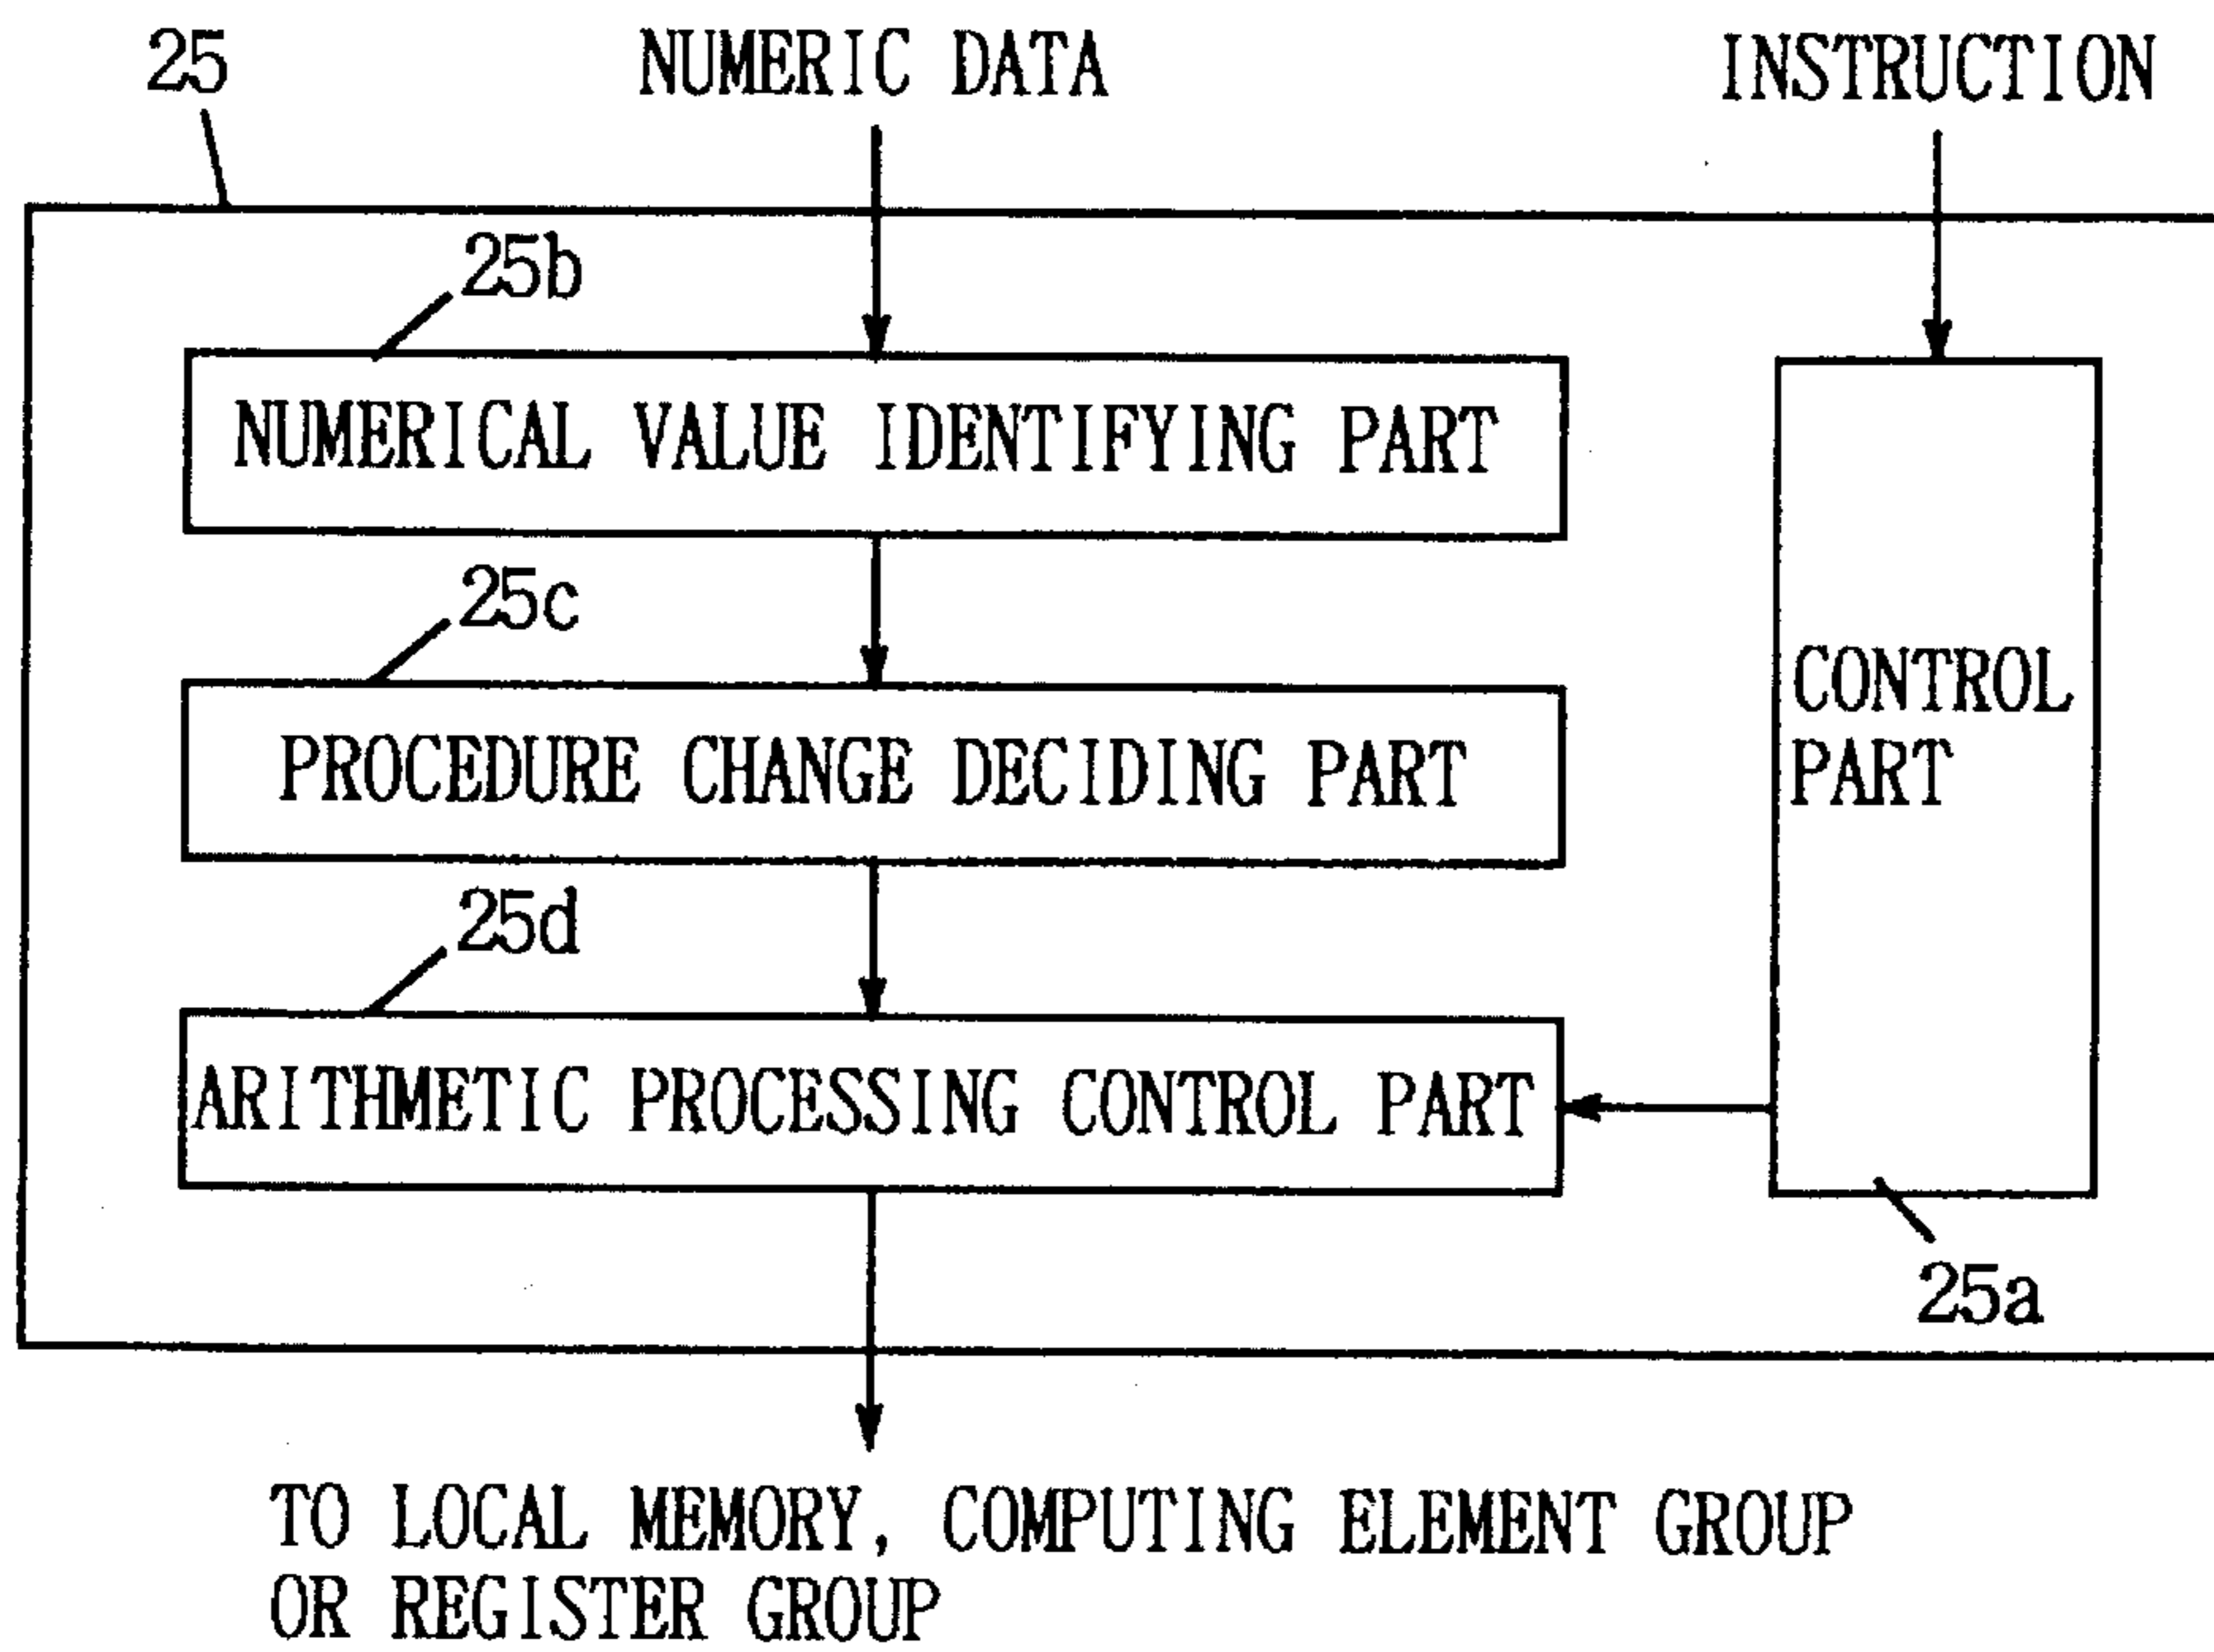 25
NUMERIC DATA
INSTRUCTION
25b
NUMERICAL VALUE IDENTIFYING PART
25c
PROCEDURE CHANGE DECIDING PART
CONTROL
PART
25d
ARITHMETIC PROCESSING CONTROL PART
25a
TO LOCAL MEMORY, COMPUTING ELEMENT GROUP
OR REGISTER GROUP